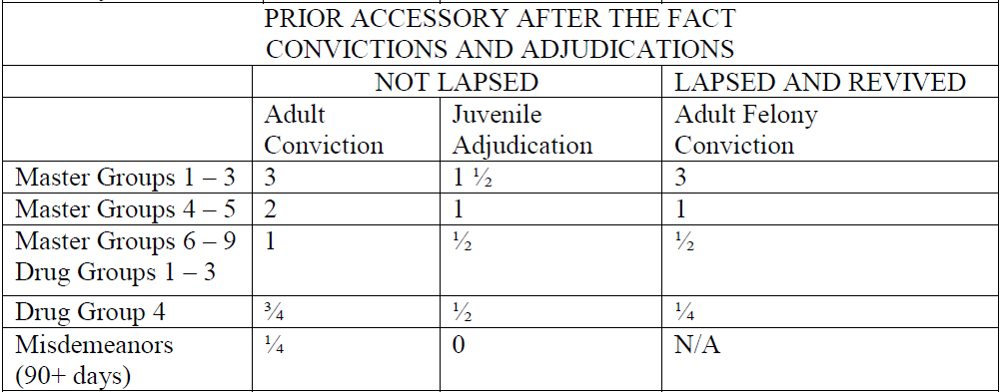 PRIOR ACCESSORY AFTER THE FACT
CONVICTIONS AND ADJUDICATIONS
NOT LAPSED LAPSED AND REVIVED
Adult Juvenile Adult Felony
Conviction Adjudication Conviction
Master Groups 1 – 3 3 1 ½ 3
Master Groups 4 – 5 2 1 1
Master Groups 6 – 9 1 ½ ½
Drug Groups 1 – 3
Drug Group 4 ¾ ½ ¼
Misdemeanors ¼ 0 N/A
(90+ days)